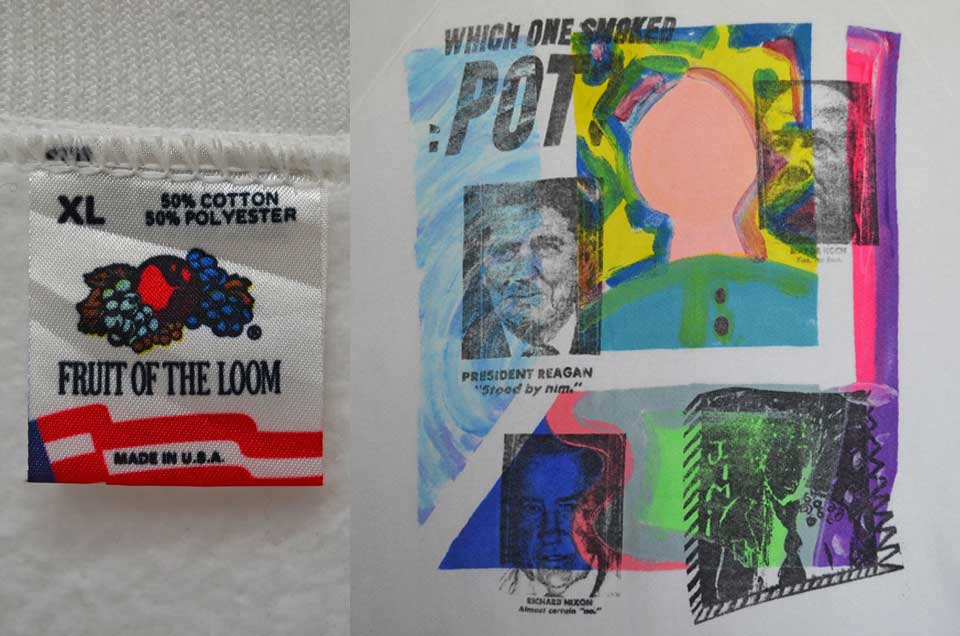 XL
50% COTTON
50% POLYESTER
®
FRUIT OF THE LOOM
MADE IN U.S.A.
WHICH ONE SMOKED
POT?
PRESIDENT REAGAN
"Stood by him."
RICHARD NIXON
Almost certain "no."
JIMI